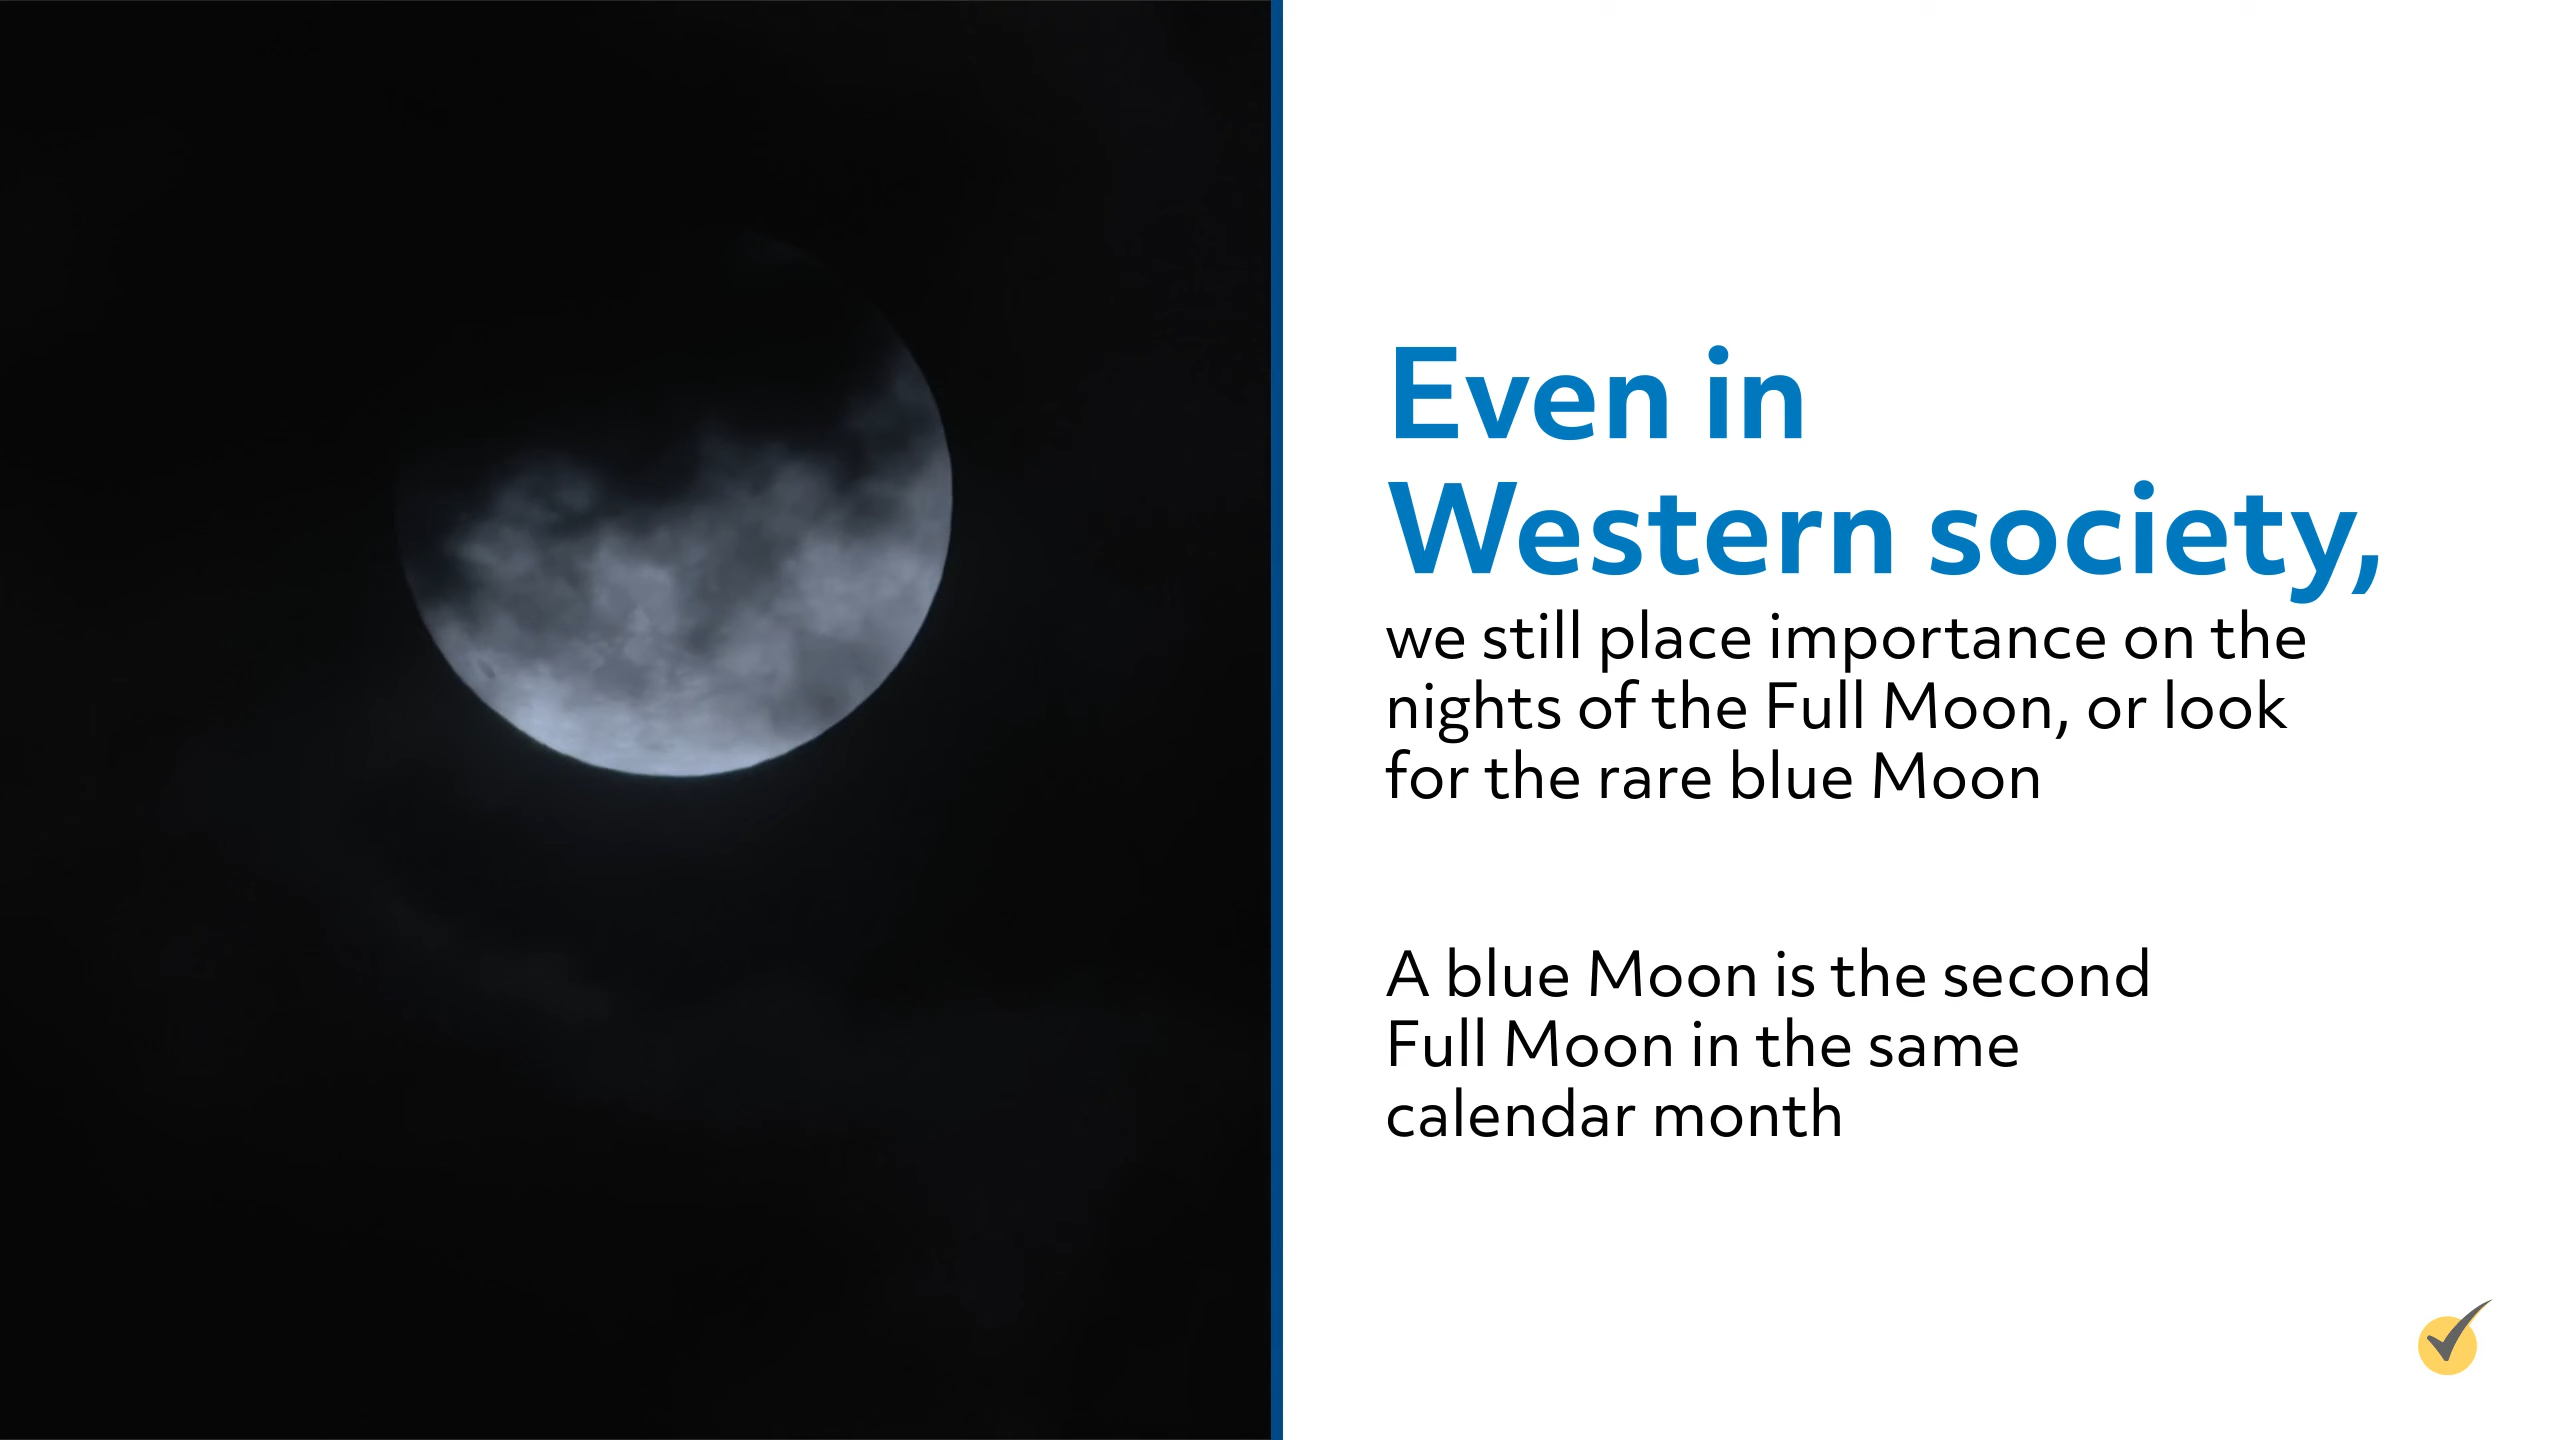 Even in
Western society,
we still place importance on the
nights of the Full Moon, or look
for the rare blue Moon
A blue Moon is the second
Full Moon in the same
calendar month